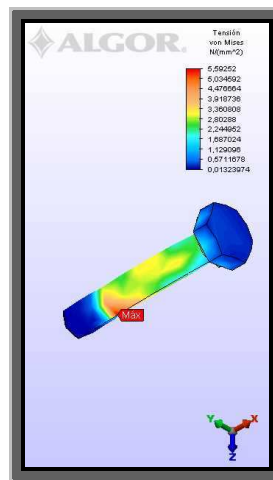 ALGOR.
Tensión
von Mises
N/(mm^2)
5,59252
5,034592
4,476664
3,918736
3,360808
2,80288
2,244952
1,687024
1,129096
0,5711678
0,01323974
Máx
Y
X
Z